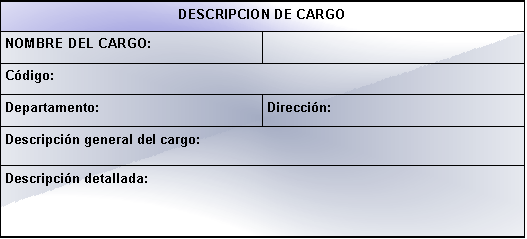 DESCRIPCION DE CARGO
NOMBRE DEL CARGO:
Código:
Departamento: Dirección:
Descripción general del cargo:
Descripción detallada: